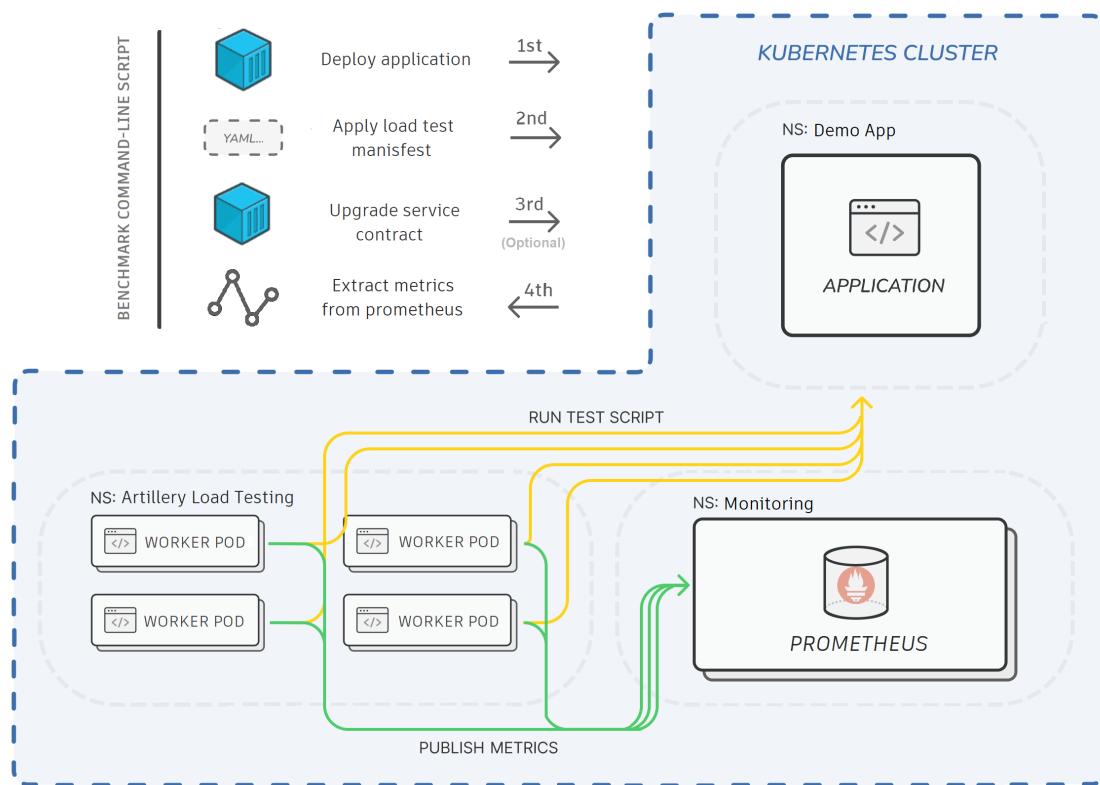 BENCHMARK COMMAND-LINE SCRIPT
Deploy application
1st
YAML...
Apply load test
manisfest
2nd
Upgrade service
contract
3rd
(Optional)
Extract metrics
from prometheus
4th
KUBERNETES CLUSTER
NS: Demo App
</>
APPLICATION
RUN TEST SCRIPT
NS: Artillery Load Testing
</> WORKER POD
</> WORKER POD
</> WORKER POD
</> WORKER POD
NS: Monitoring
PROMETHEUS
PUBLISH METRICS